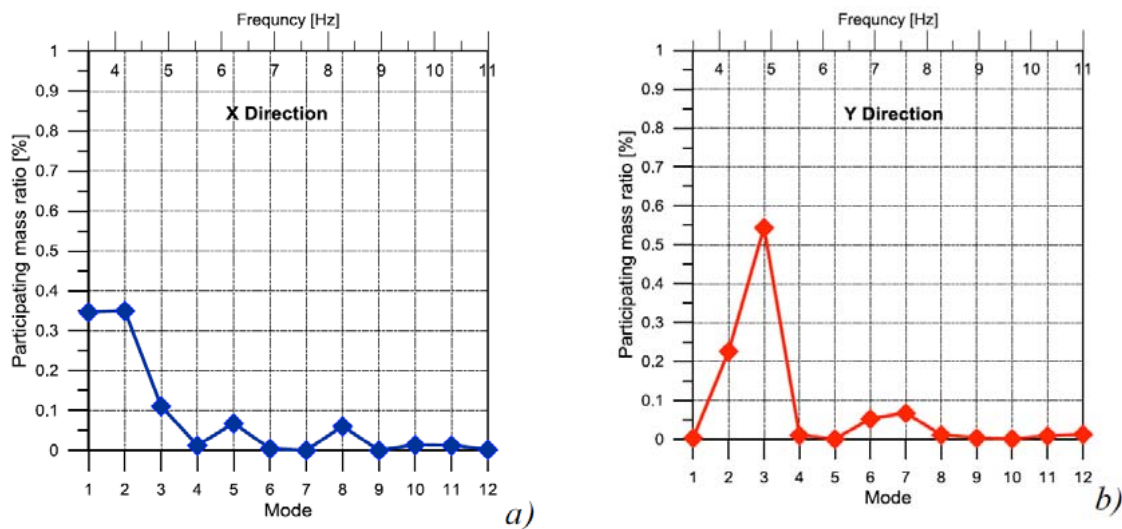 Frequncy [Hz]
4 5 6 7 8 9 10 11
X Direction
Participating mass ratio [%]
1
0.9
0.8
0.7
0.6
0.5
0.4
0.3
0.2
0.1
0
1 2 3 4 5 6 7 8 9 10 11 12
Mode
a)
Frequncy [Hz]
4 5 6 7 8 9 10 11
Y Direction
Participating mass ratio [%]
1
0.9
0.8
0.7
0.6
0.5
0.4
0.3
0.2
0.1
0
1 2 3 4 5 6 7 8 9 10 11 12
Mode
b)